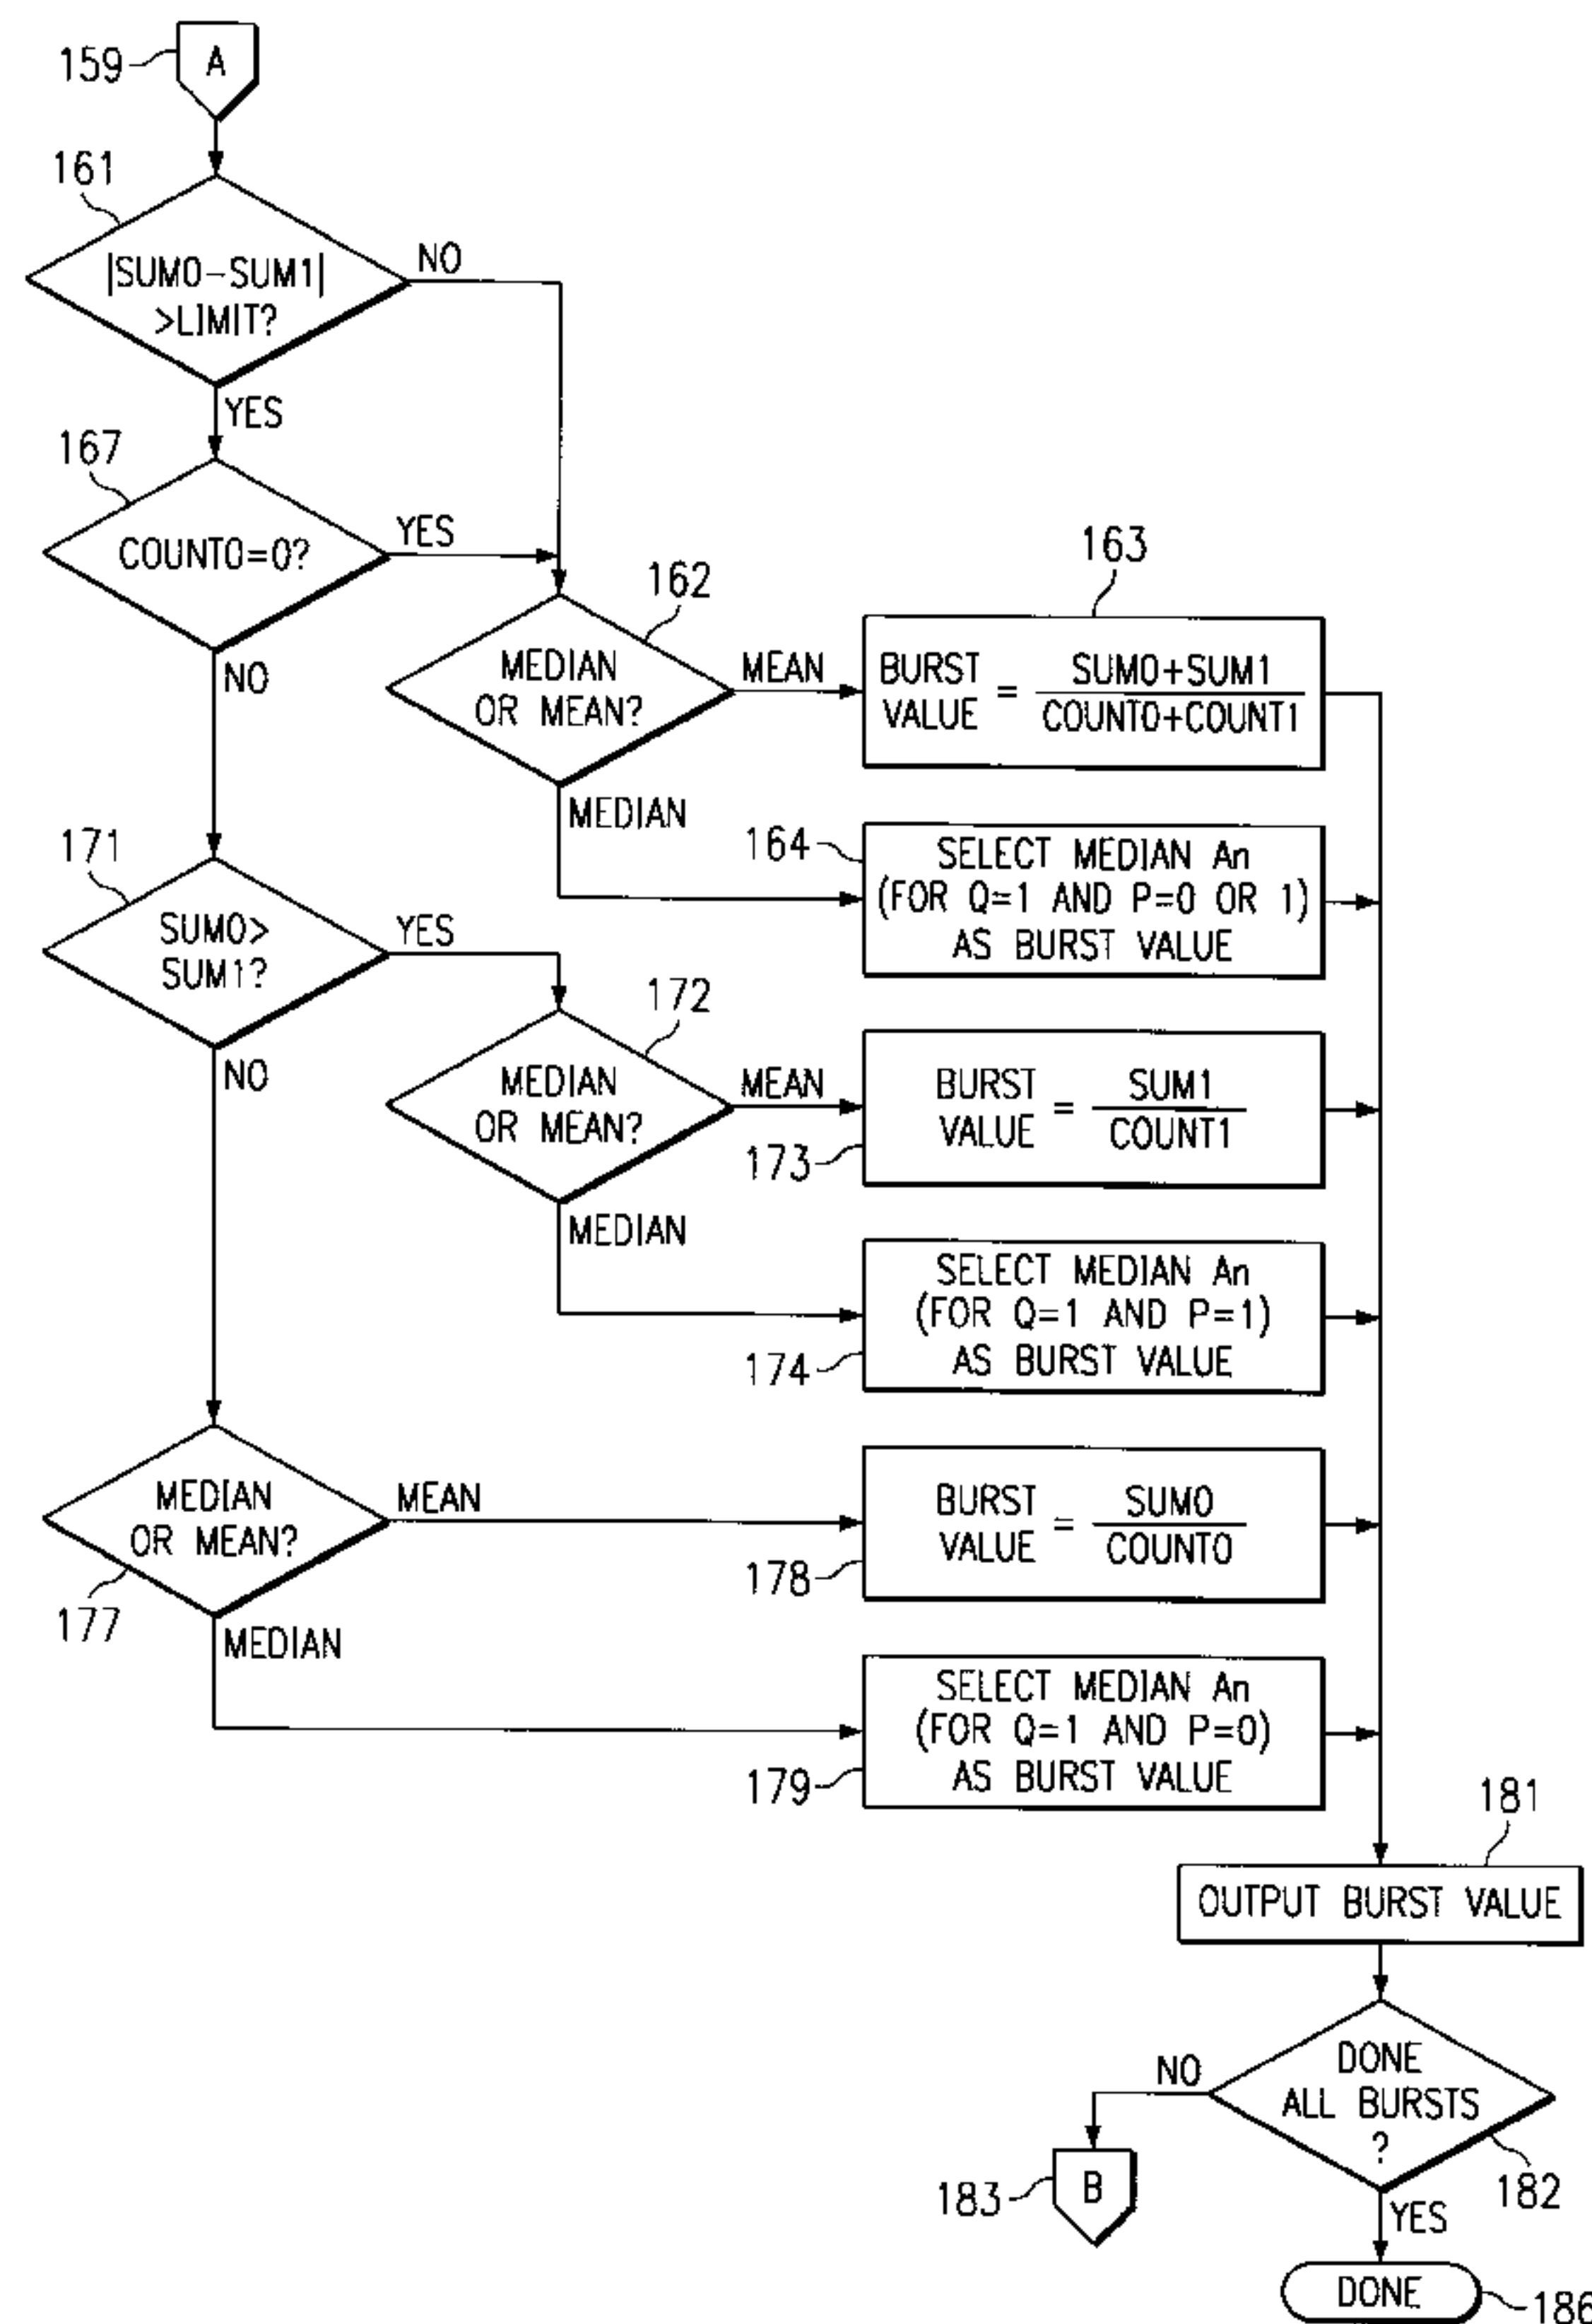 159
A
161
|SUM0-SUM1|
>LIMIT?
NO
YES
167
COUNT0=0?
YES
NO
162
MEDIAN
OR MEAN?
MEAN
MEDIAN
163
BURST
VALUE = SUM0+SUM1
COUNT0+COUNT1
164
SELECT MEDIAN An
(FOR Q=1 AND P=0 OR 1)
AS BURST VALUE
171
SUM0>
SUM1?
YES
NO
172
MEDIAN
OR MEAN?
MEAN
MEDIAN
173
BURST
VALUE = SUM1
COUNT1
174
SELECT MEDIAN An
(FOR Q=1 AND P=1)
AS BURST VALUE
177
MEDIAN
OR MEAN?
MEAN
MEDIAN
178
BURST
VALUE = SUM0
COUNT0
179
SELECT MEDIAN An
(FOR Q=1 AND P=0)
AS BURST VALUE
181
OUTPUT BURST VALUE
182
DONE
ALL BURSTS
?
NO
183
B
YES
DONE
186